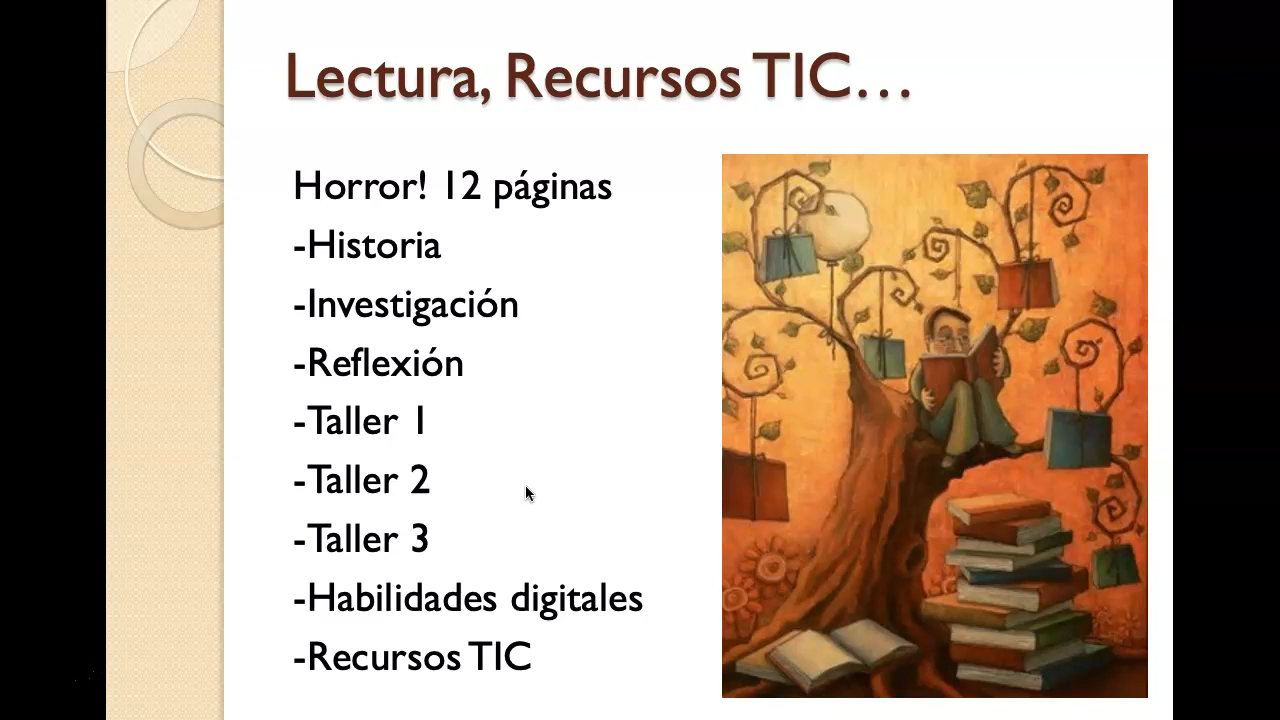 Lectura, Recursos TIC...
Horror! 12 páginas
-Historia
-Investigación
-Reflexión
-Taller 1
-Taller 2
-Taller 3
-Habilidades digitales
-Recursos TIC